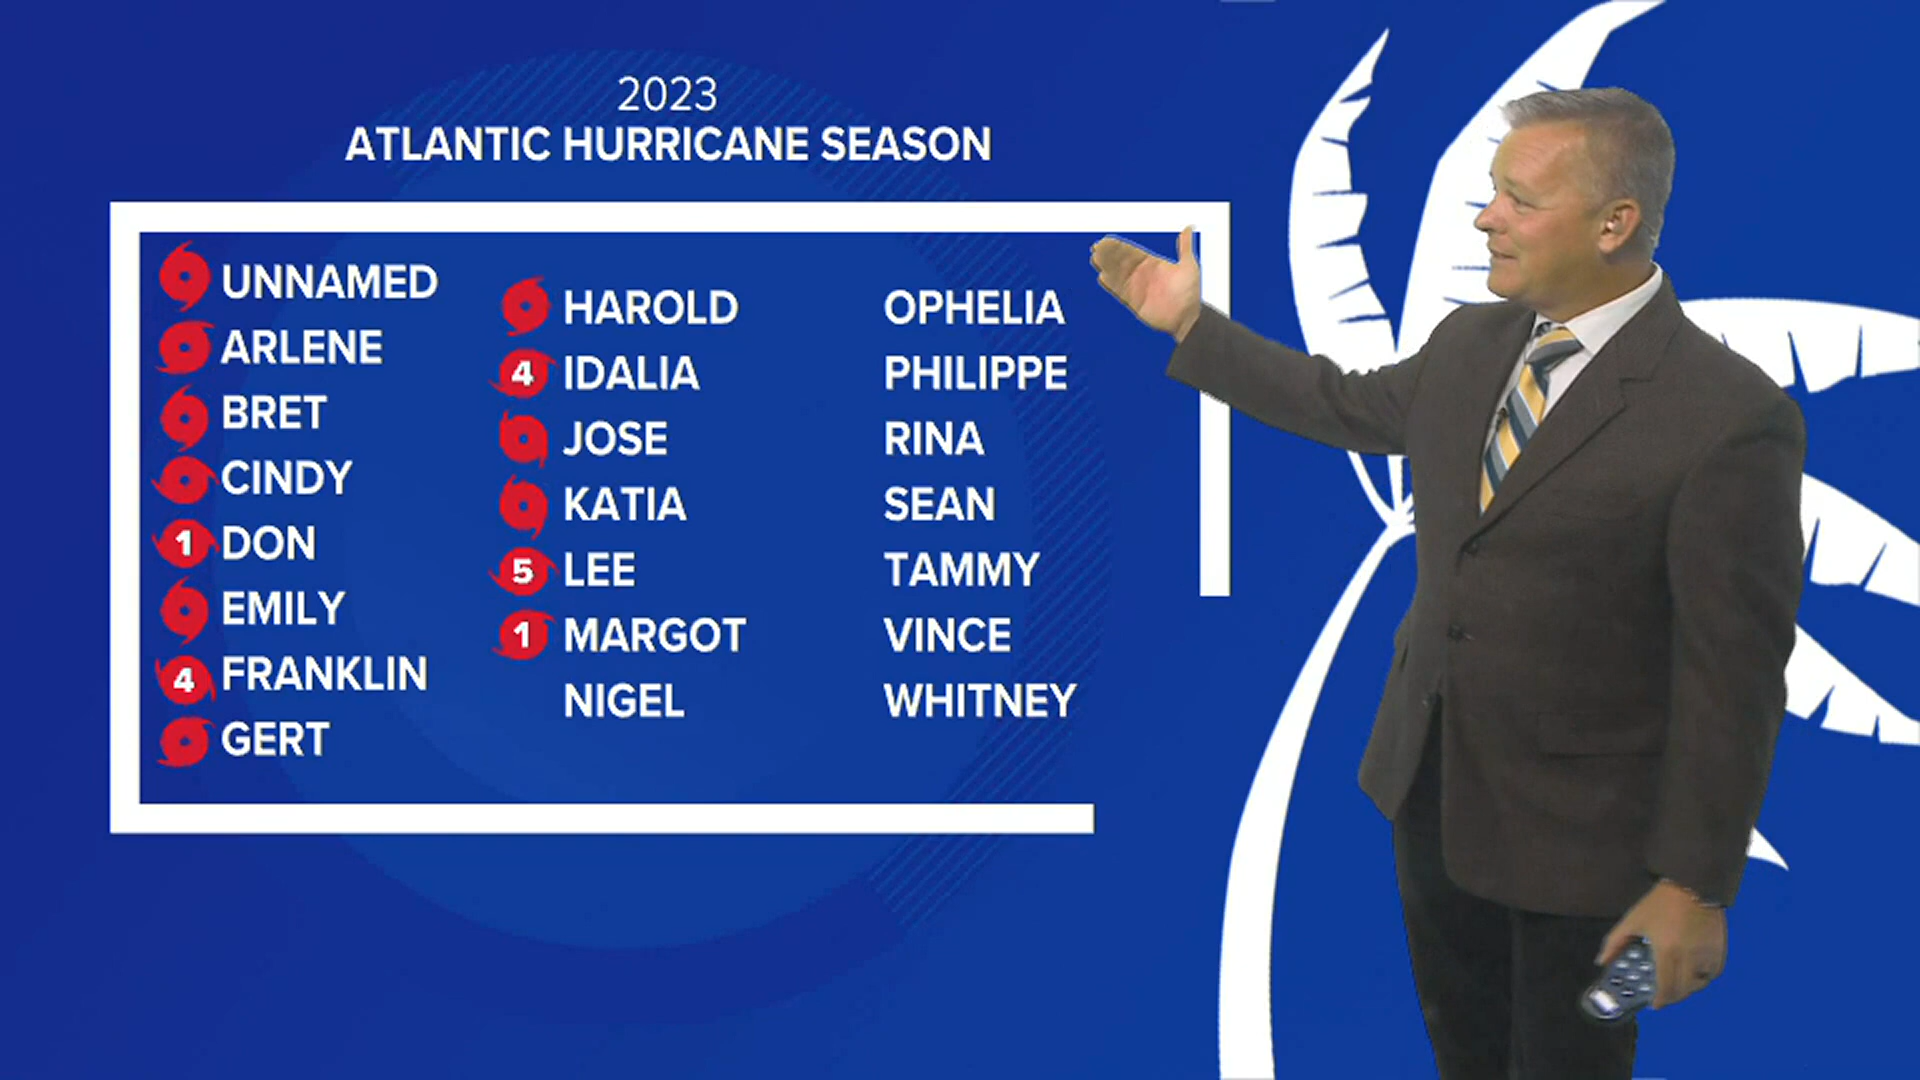 2023
ATLANTIC HURRICANE SEASON
UNNAMED
ARLENE
BRET
CINDY
1 DON
EMILY
4 FRANKLIN
GERT
HAROLD
4 IDALIA
JOSE
KATIA
5 LEE
1 MARGOT
NIGEL
OPHELIA
PHILIPPE
RINA
SEAN
TAMMY
VINCE
WHITNEY